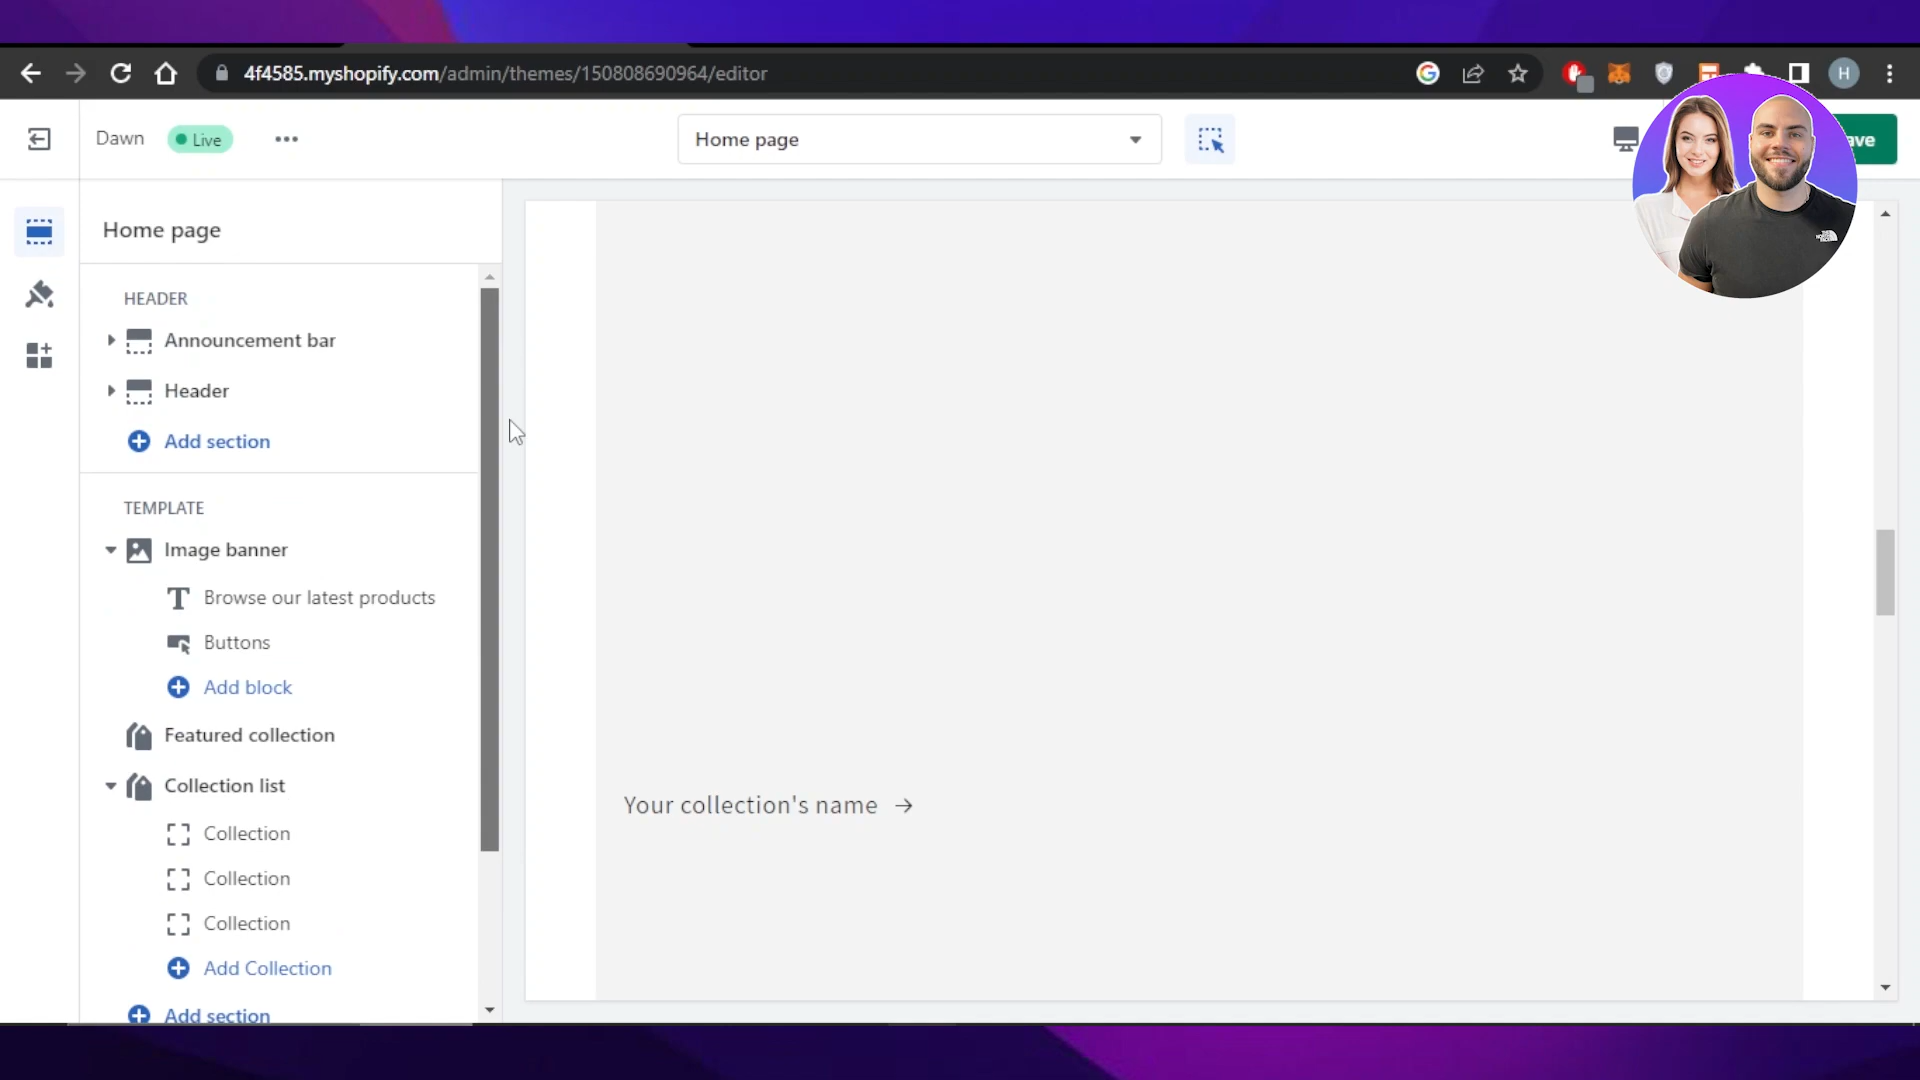 4f4585.myshopify.com/admin/themes/150808690964/editor
H
Dawn
Live
Home page
ave
Home page
HEADER
Announcement bar
Header
Add section
TEMPLATE
Image banner
Browse our latest products
Buttons
Add block
Featured collection
Collection list
Collection
Collection
Collection
Add Collection
Add section
Your collection's name →